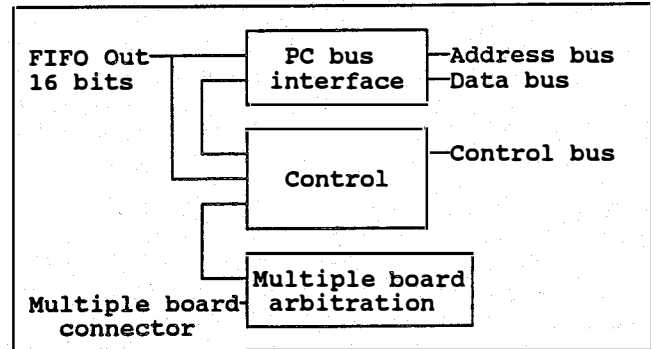 FIFO Out
16 bits
PC bus
interface
Address bus
Data bus
Control
Control bus
Multiple board
arbitration
Multiple board
connector